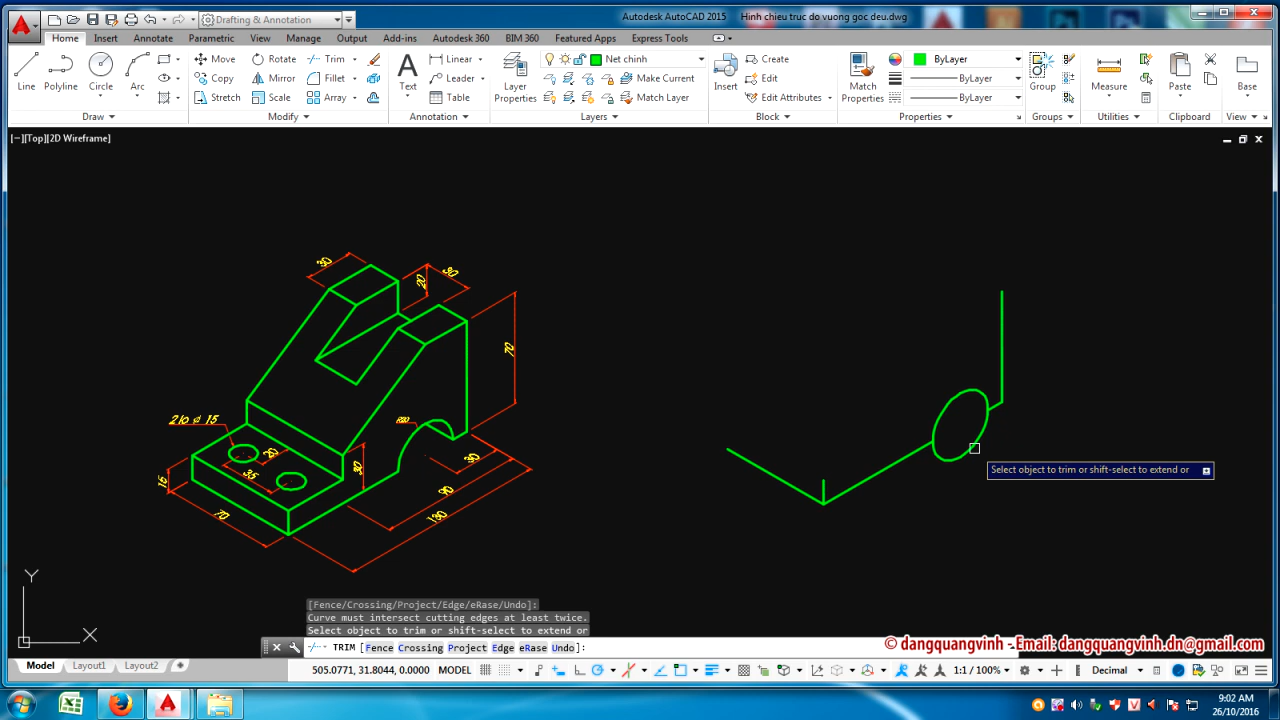 Drafting & Annotation
Autodesk AutoCAD 2015 Hinh chieu truc do vuong goc deu.dwg
Home Insert Annotate Parametric View Manage Output Add-ins Autodesk 360 BIM 360 Featured Apps Express Tools
Line
Polyline
Circle
Arc
Draw
Move
Rotate
Trim
Copy
Mirror
Fillet
Stretch
Scale
Array
Modify
Text
Linear
Leader
Table
Annotation
Layer
Properties
Net chinh
Make Current
Match Layer
Layers
Insert
Create
Edit
Edit Attributes
Block
Match
Properties
ByLayer
ByLayer
ByLayer
Properties
Group
Groups
Measure
Utilities
Paste
Clipboard
Base
View
[−][Top][2D Wireframe]
30
20
30
70
2 lo ø 15
R20
20
35
30
15
30
70
90
130
Select object to trim or shift-select to extend or
Y
X
[Fence/Crossing/Project/Edge/eRase/Undo]:
Curve must intersect cutting edges at least twice.
Select object to trim or shift-select to extend or
TRIM [Fence Crossing Project Edge eRase Undo]:
© dangquangvinh - Email: dangquangvinh.dn@gmail.com
Model Layout1 Layout2
505.0771, 31.8044, 0.0000 MODEL
1:1 / 100%
Decimal
9:02 AM
26/10/2016